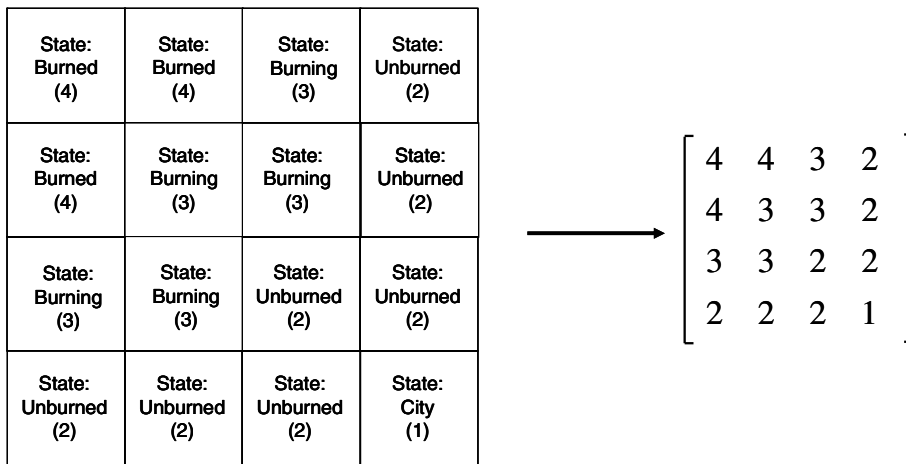 State:
Burned
(4)
State:
Burned
(4)
State:
Burning
(3)
State:
Unburned
(2)
State:
Burned
(4)
State:
Burning
(3)
State:
Burning
(3)
State:
Unburned
(2)
State:
Burning
(3)
State:
Burning
(3)
State:
Unburned
(2)
State:
Unburned
(2)
State:
Unburned
(2)
State:
Unburned
(2)
State:
Unburned
(2)
State:
City
(1)
4 4 3 2
4 3 3 2
3 3 2 2
2 2 2 1